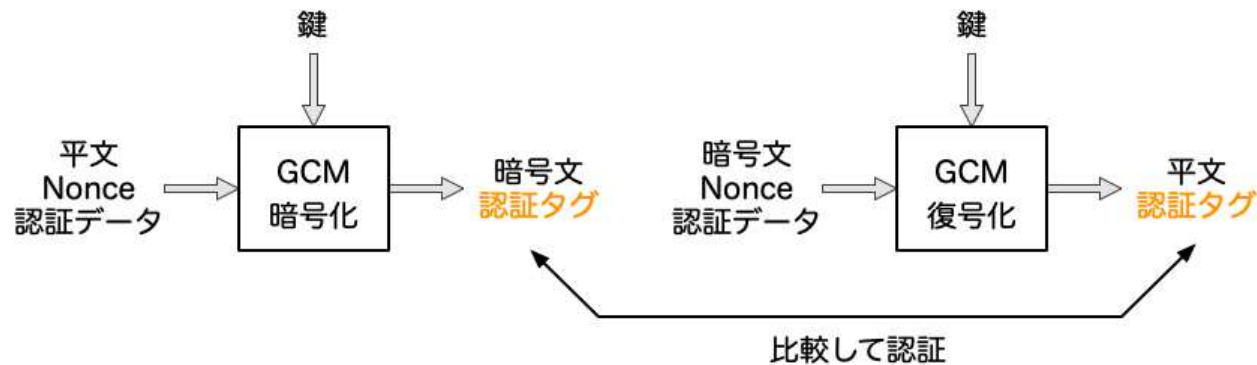 鍵
平文
Nonce
認証データ
GCM
暗号化
暗号文
認証タグ
鍵
暗号文
Nonce
認証データ
GCM
復号化
平文
認証タグ
比較して認証